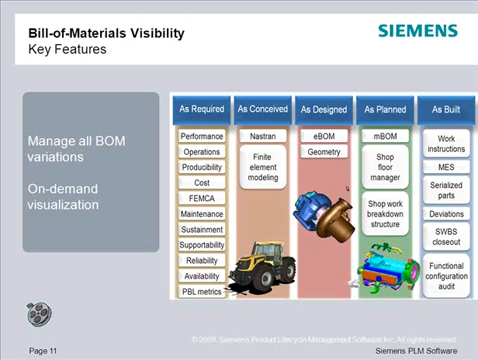 Bill-of-Materials Visibility
Key Features
SIEMENS
Manage all BOM
variations
On-demand
visualization
As Required
Performance
Operations
Producibility
Cost
FEMCA
Maintenance
Sustainment
Supportability
Reliability
Availability
PBL metrics
As Conceived
Nastran
Finite
element
modeling
As Designed
eBOM
Geometry
As Planned
mBOM
Shop
floor
manager
Shop work
breakdown
structure
As Built
Work
instructions
MES
Serialized
parts
Deviations
SWBS
closeout
Functional
configuration
audit
© 2009. Siemens Product Lifecycle Management Software Inc. All rights reserved
Page 11
Siemens PLM Software